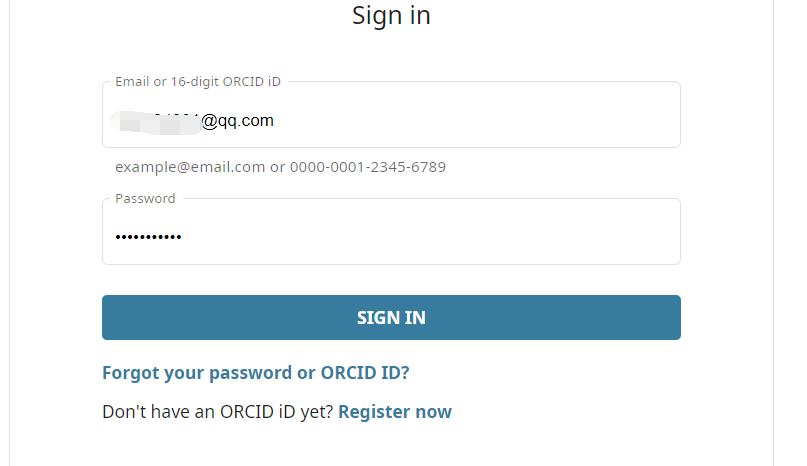 Sign in
Email or 16-digit ORCID iD
@qq.com
example@email.com or 0000-0001-2345-6789
Password
•••••••••••
SIGN IN
Forgot your password or ORCID ID?
Don't have an ORCID iD yet? Register now